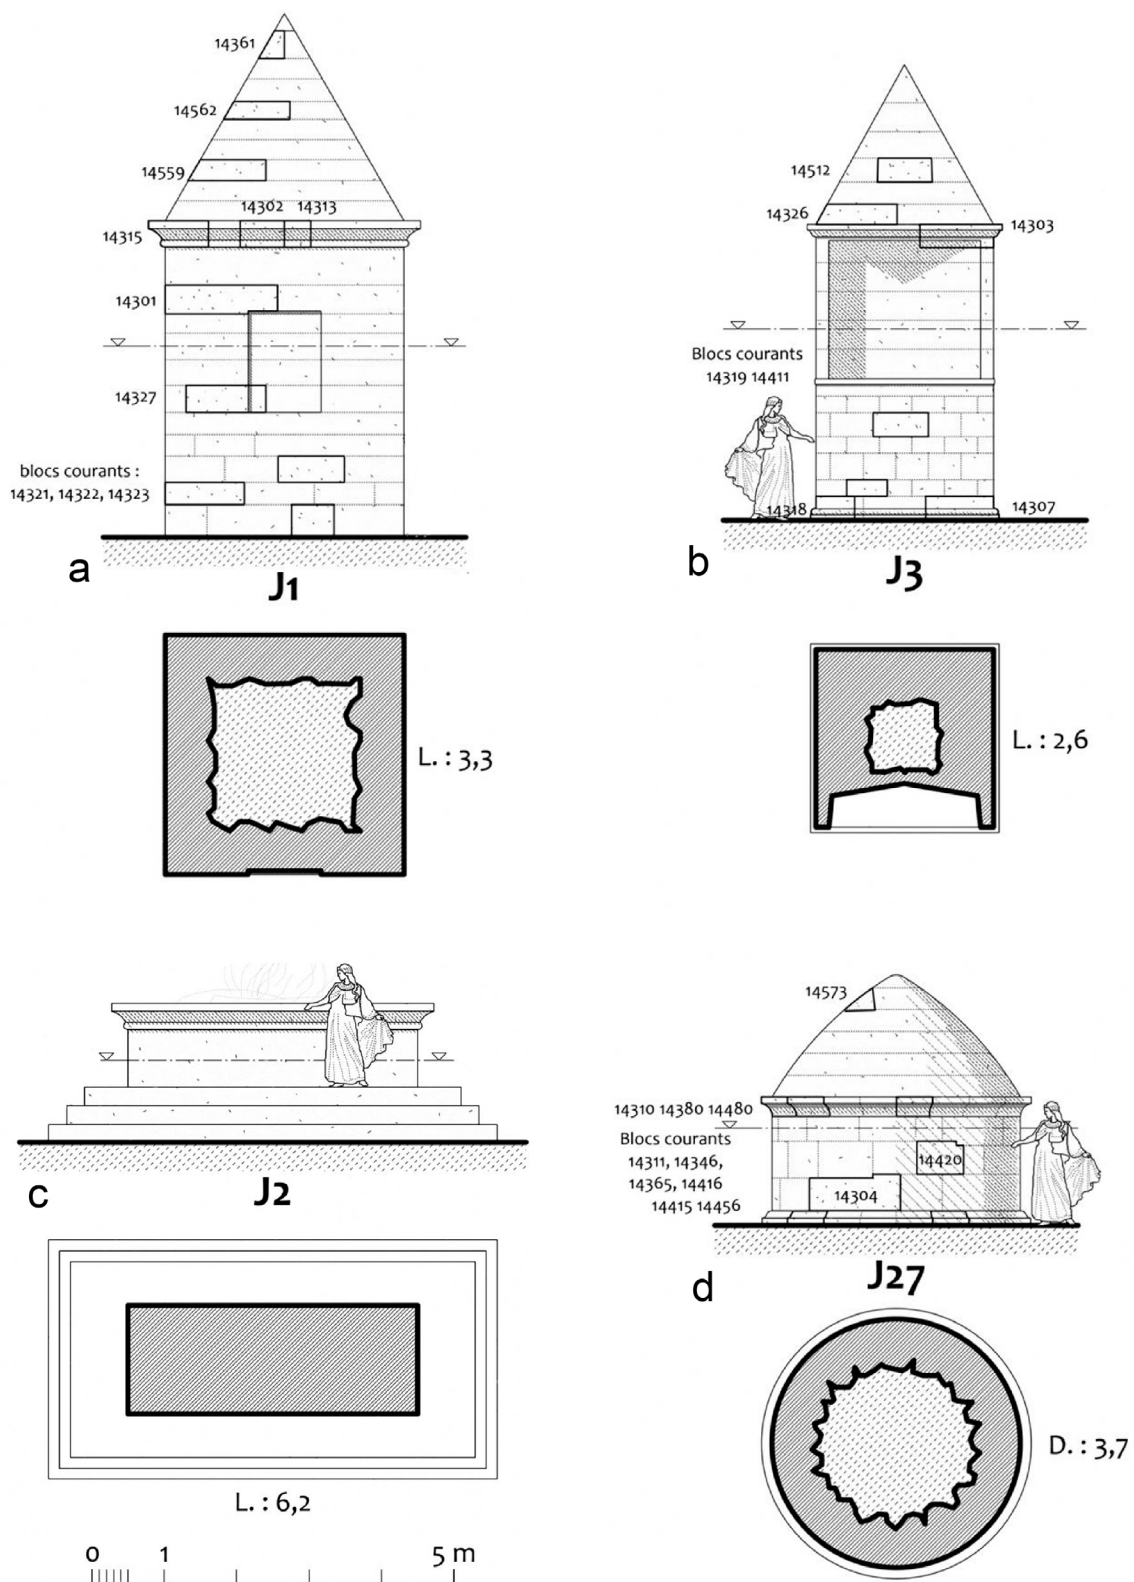 14361
14562
14559
14302
14313
14315
14301
14327
blocs courants :
14321, 14322, 14323
a
J1
L. : 3,3
14512
14326
14303
Blocs courants
14319 14411
14318
14307
b
J3
L. : 2,6
c
J2
L. : 6,2
0 1 5 m
14573
14310 14380 14480
Blocs courants
14311, 14346,
14365, 14416
14415 14456
14420
14304
d
J27
D. : 3,7